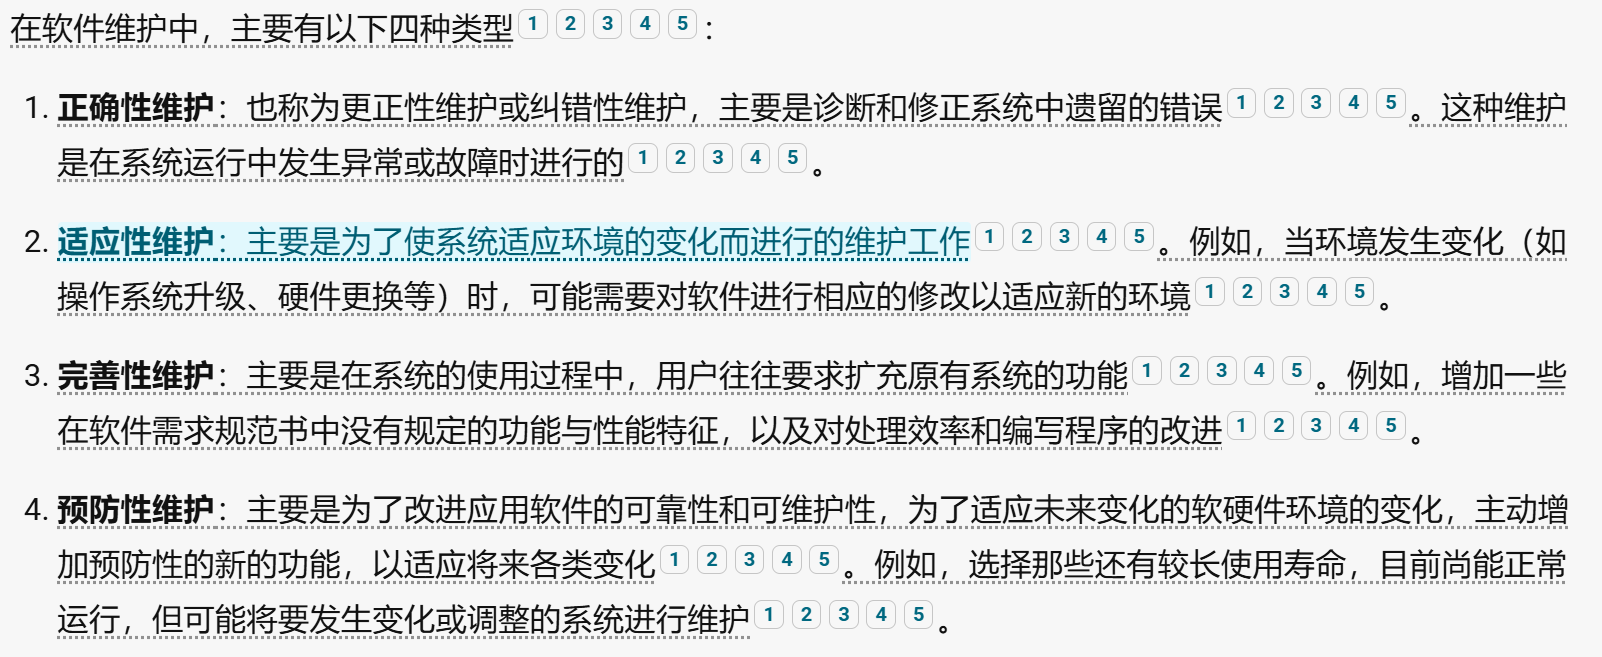 在软件维护中，主要有以下四种类型 1 2 3 4 5 ：
1. 正确性维护：也称为更正性维护或纠错性维护，主要是诊断和修正系统中遗留的错误 1 2 3 4 5 。这种维护
是在系统运行中发生异常或故障时进行的 1 2 3 4 5 。
2. 适应性维护：主要是为了使系统适应环境的变化而进行的维护工作 1 2 3 4 5 。例如，当环境发生变化（如
操作系统升级、硬件更换等）时，可能需要对软件进行相应的修改以适应新的环境 1 2 3 4 5 。
3. 完善性维护：主要是在系统的使用过程中，用户往往要求扩充原有系统的功能 1 2 3 4 5 。例如，增加一些
在软件需求规范书中没有规定的功能与性能特征，以及对处理效率和编写程序的改进 1 2 3 4 5 。
4. 预防性维护：主要是为了改进应用软件的可靠性和可维护性，为了适应未来变化的软硬件环境的变化，主动增
加预防性的新的功能，以适应将来各类变化 1 2 3 4 5 。例如，选择那些还有较长使用寿命，目前尚能正常
运行，但可能将要发生变化或调整的系统进行维护 1 2 3 4 5 。